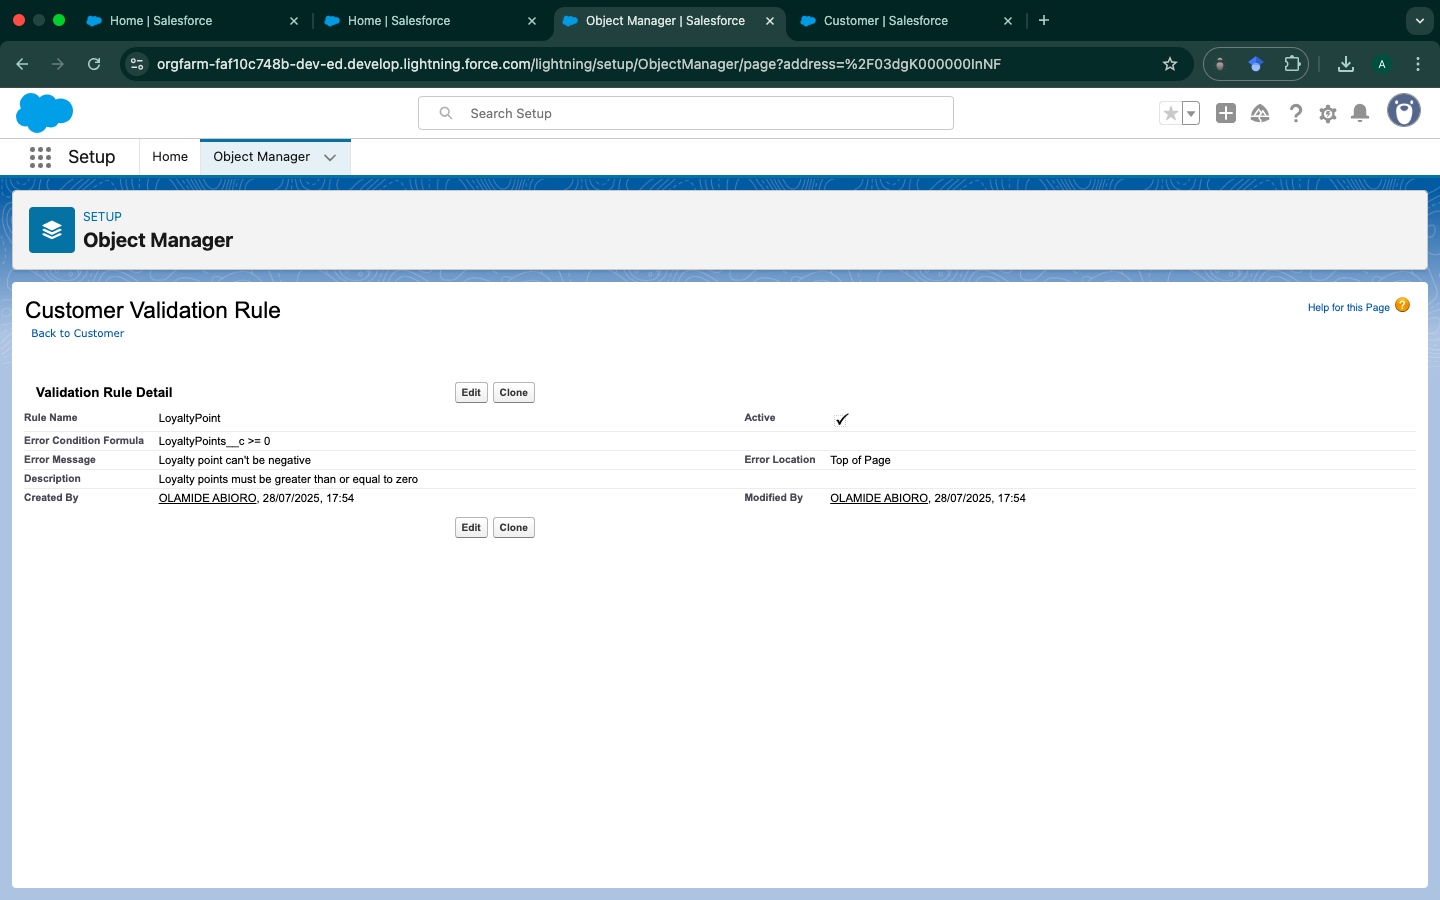 Home | Salesforce
Home | Salesforce
Object Manager | Salesforce
Customer | Salesforce
orgfarm-faf10c748b-dev-ed.develop.lightning.force.com/lightning/setup/ObjectManager/page?address=%2F03dgK000000InNF
A
Search Setup
Setup
Home
Object Manager
SETUP
Object Manager
Customer Validation Rule
Help for this Page ?
Back to Customer
Validation Rule Detail
Edit Clone
Rule Name LoyaltyPoint Active
Error Condition Formula LoyaltyPoints__c >= 0
Error Message Loyalty point can't be negative Error Location Top of Page
Description Loyalty points must be greater than or equal to zero
Created By OLAMIDE ABIORO, 28/07/2025, 17:54 Modified By OLAMIDE ABIORO, 28/07/2025, 17:54
Edit Clone